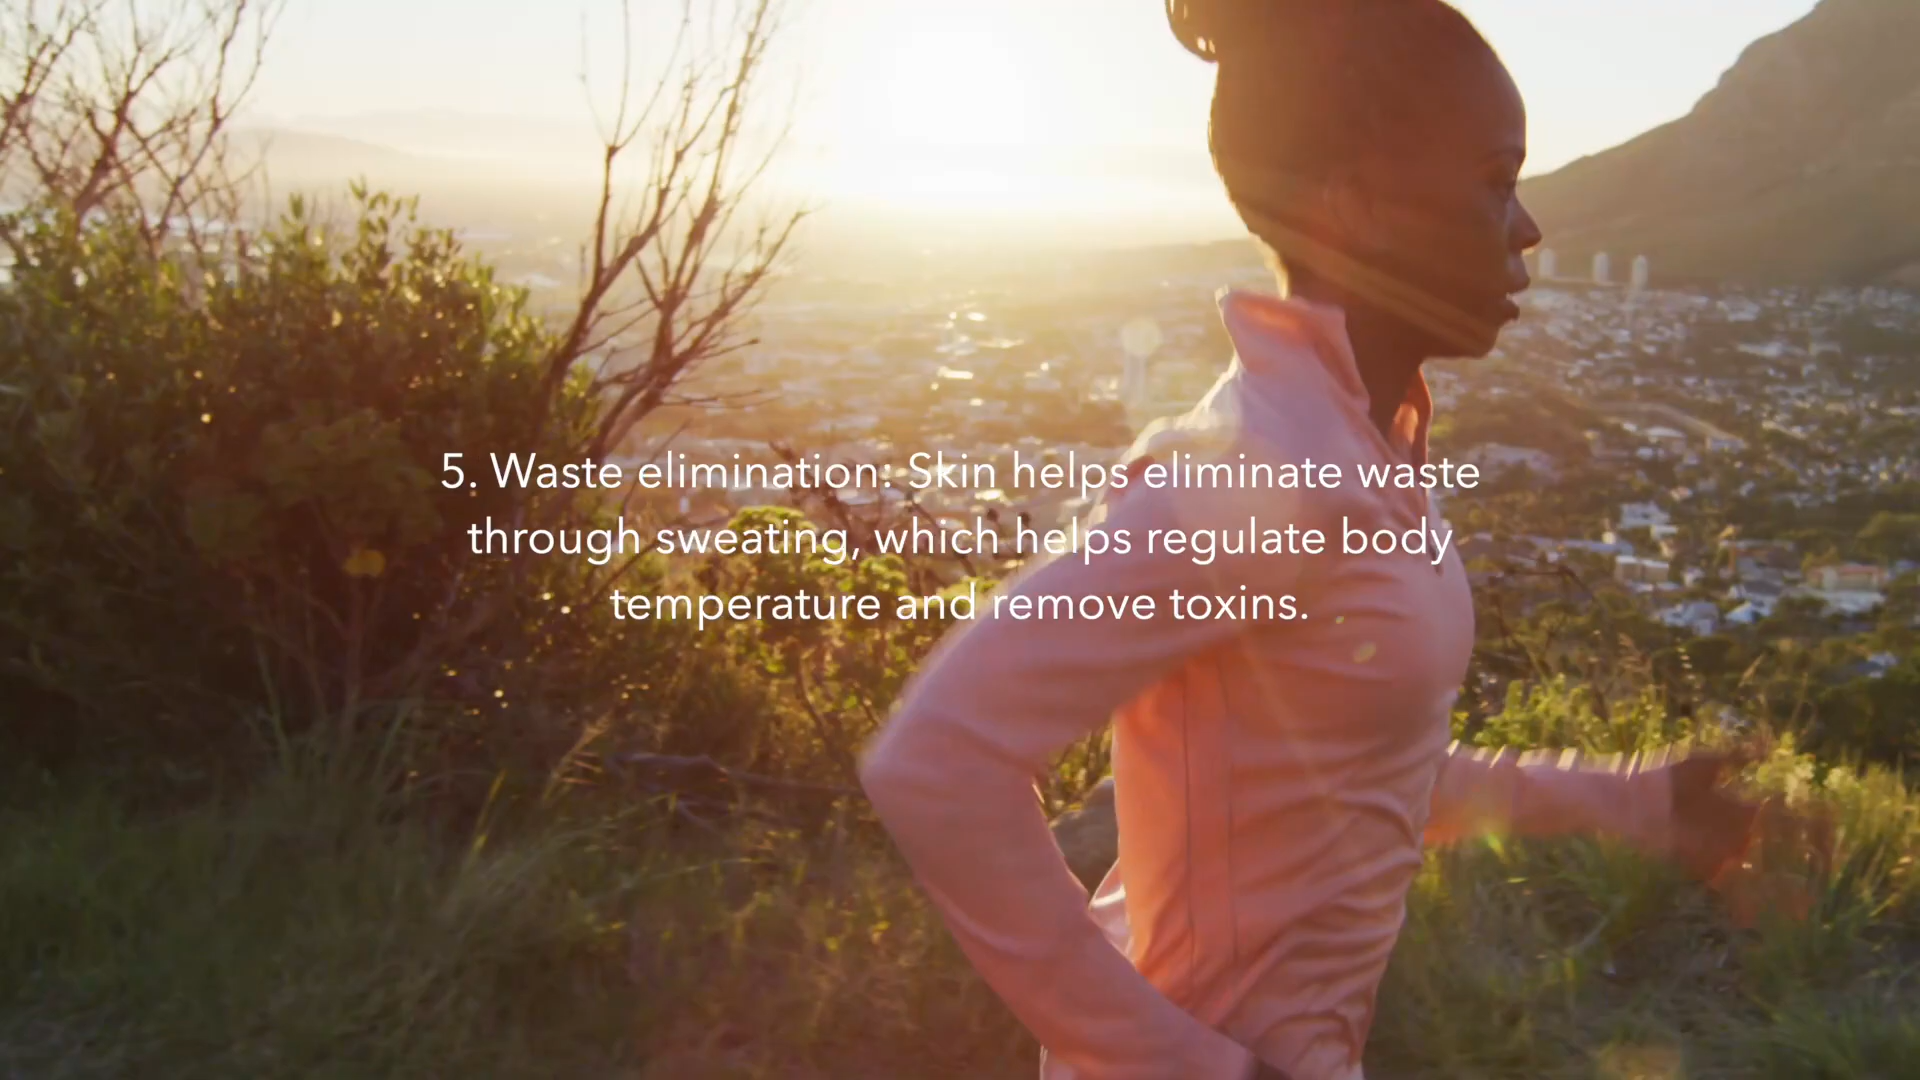 5. Waste elimination: Skin helps eliminate waste
through sweating, which helps regulate body
temperature and remove toxins.